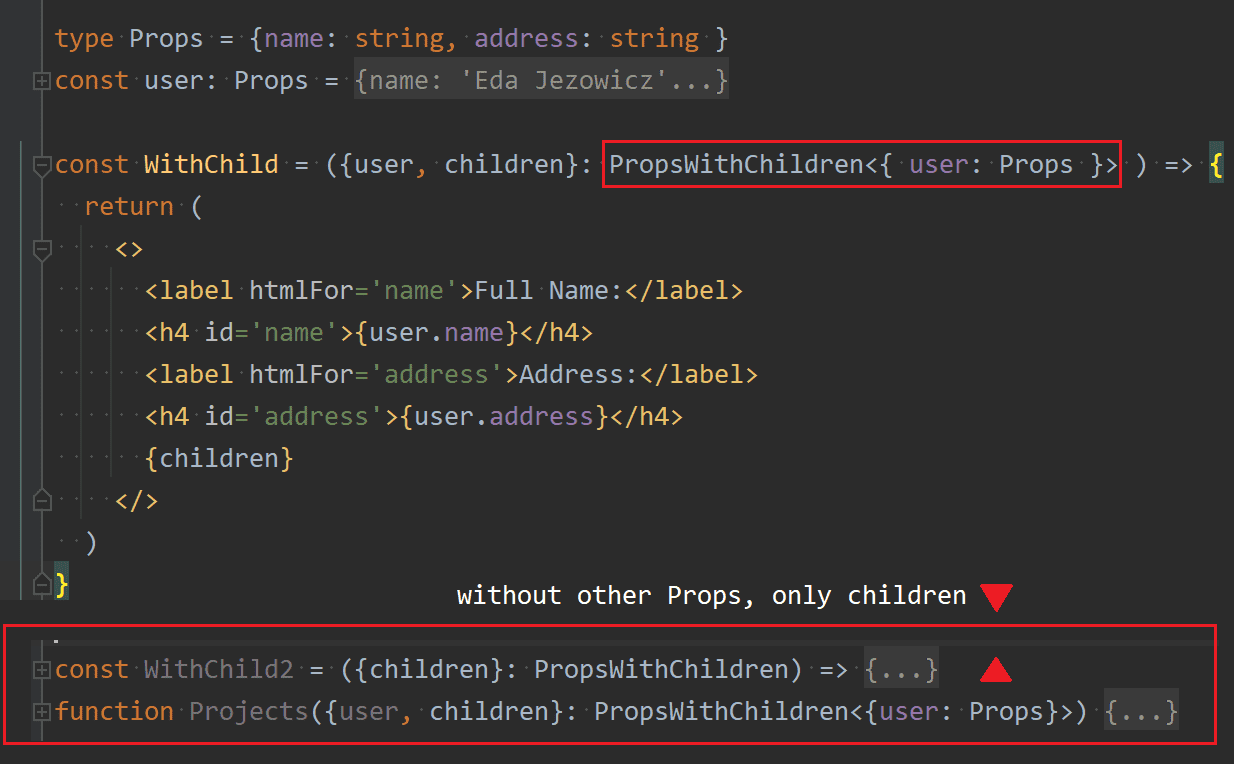 type Props = {name: string, address: string }
const user: Props = {name: 'Eda Jezowicz'...}
const WithChild = ({user, children}: PropsWithChildren<{ user: Props }> ) => {
return (
<>
<label htmlFor='name'>Full Name:</label>
<h4 id='name'>{user.name}</h4>
<label htmlFor='address'>Address:</label>
<h4 id='address'>{user.address}</h4>
{children}
</>
)
}
without other Props, only children
const WithChild2 = ({children}: PropsWithChildren) => {...}
function Projects({user, children}: PropsWithChildren<{user: Props}>) {...}